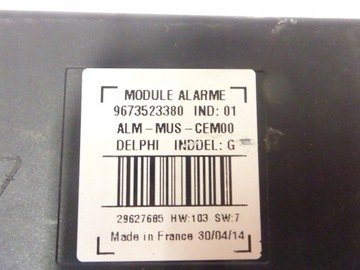 MODULE ALARME
9673523380 IND: 01
ALM-MUS-CEM00
DELPHI INDDEL: G
29627685 HW:103 SW:7
Made in France 30/04/14